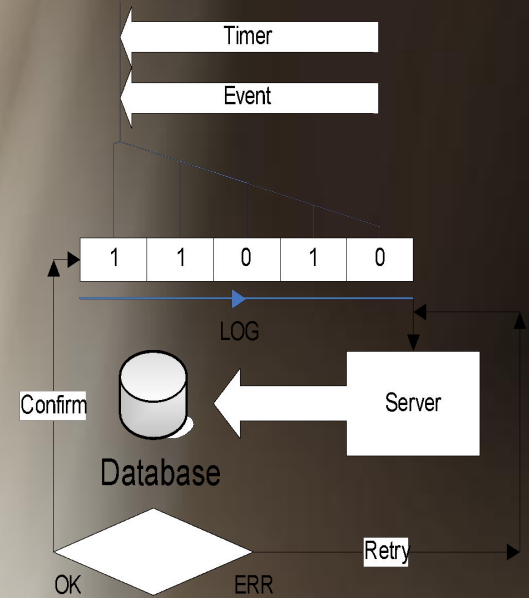 Timer
Event
1 1 0 1 0
LOG
Confirm
Server
Database
Retry
OK ERR